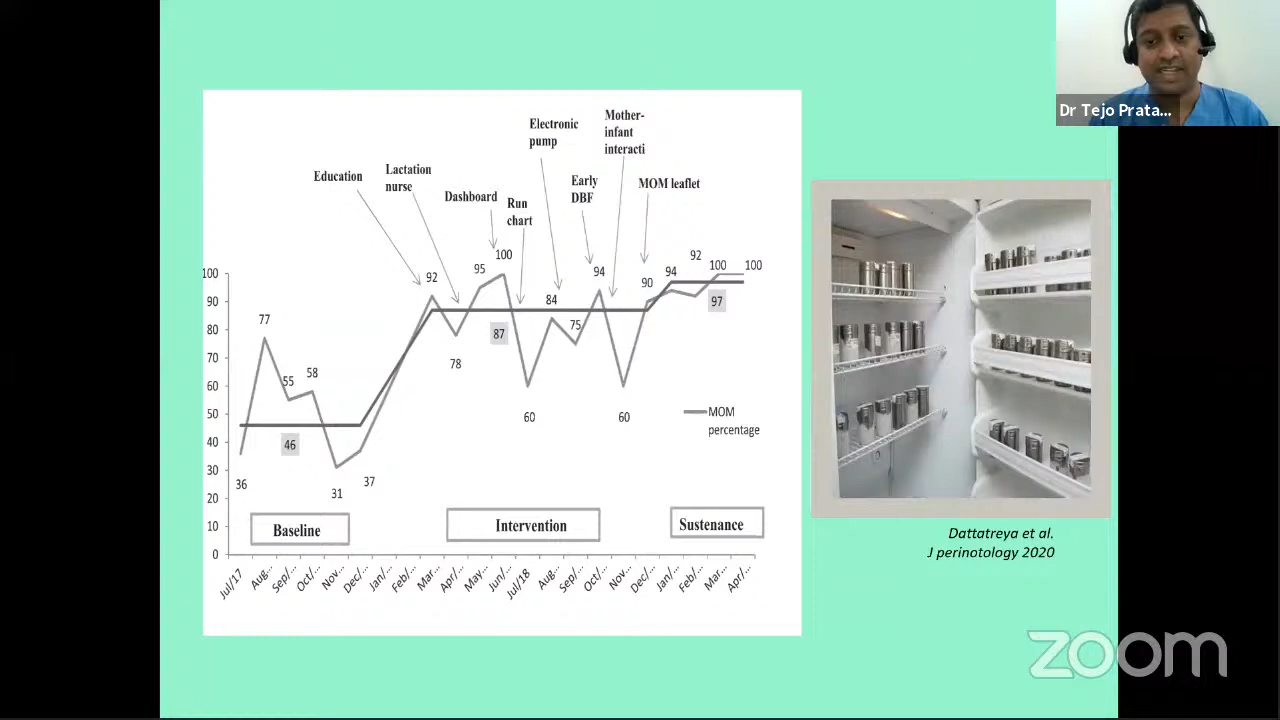 Dr Tejo Prata...
Electronic
pump
Mother-
infant
interacti
Education
Lactation
nurse
Dashboard
Run
chart
Early
DBF
MOM leaflet
100
90
80
70
60
50
40
30
20
10
0
36
77
55
58
31
37
92
78
95
100
60
84
75
94
60
90
94
92
100
100
46
87
97
MOM
percentage
Baseline
Intervention
Sustenance
Jul/17
Aug...
Sep/...
Oct/...
Nov...
Dec/...
Jan/...
Feb/...
Mar...
Apr/...
May...
Jun/...
Jul/18
Aug...
Sep/...
Oct/...
Nov...
Dec/...
Jan/...
Feb/...
Mar...
Apr/...
Dattatreya et al.
J perinotology 2020
zoom